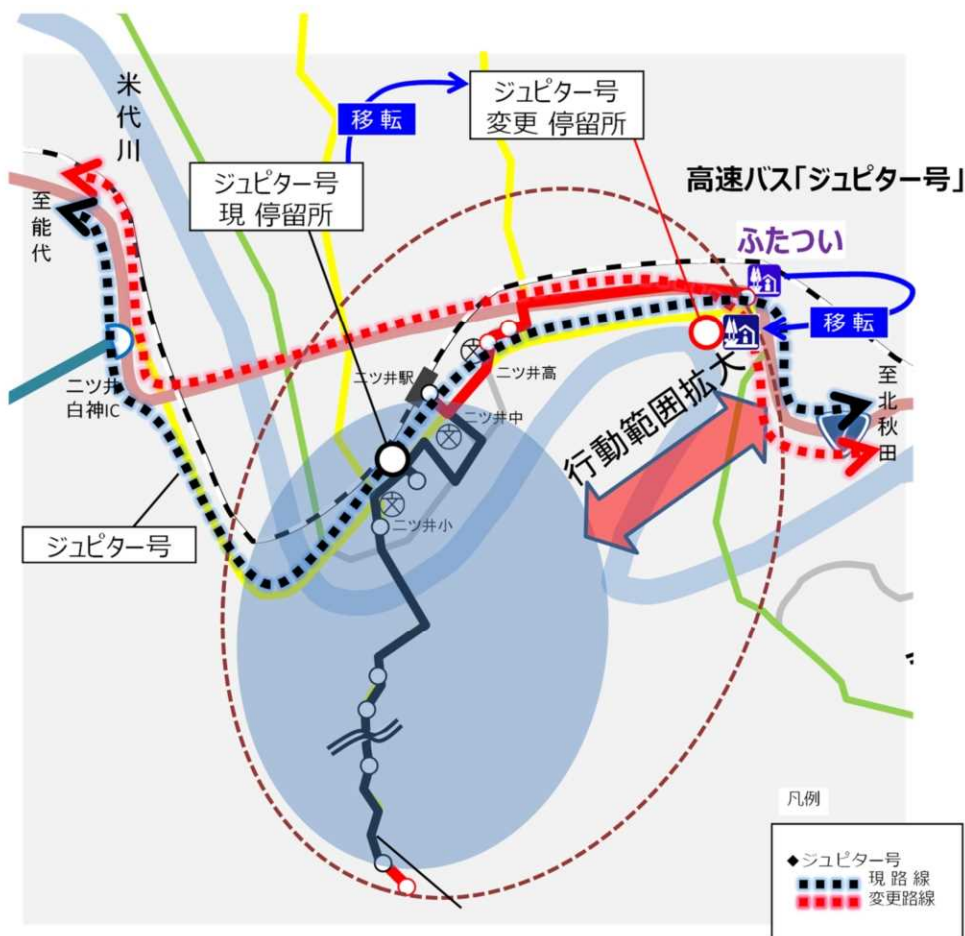 米代川
移 転
ジュピター号
変更 停留所
ジュピター号
現 停留所
高速バス「ジュピター号」
ふたつい
至能代
移 転
二ツ井
白神IC
二ツ井駅
二ツ井高
二ツ井中
行動範囲拡大
至北秋田
二ツ井小
ジュピター号
凡例
◆ジュピター号
現 路 線
変更路線